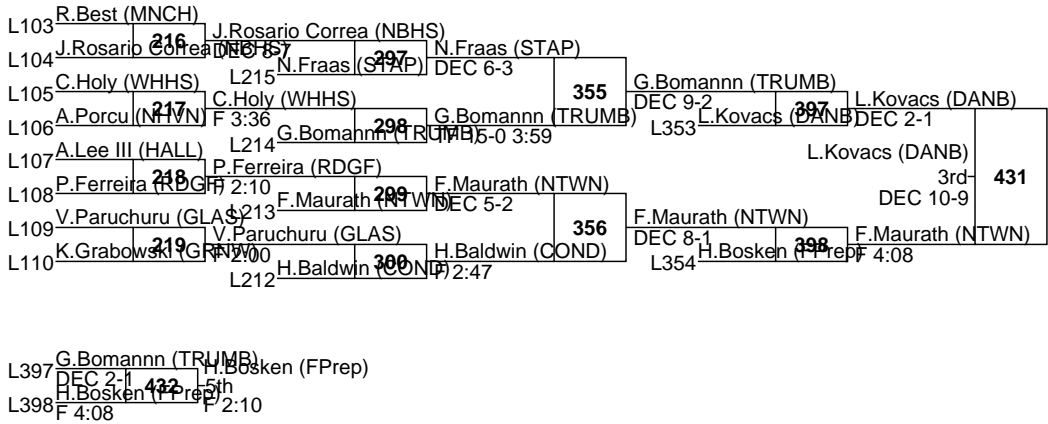 L103 R.Best (MNCH)
L104 J.Rosario Correa (NBHS)
216
L105 C.Holy (WHHS)
L106 A.Porcu (NHVN)
217
L107 A.Lee III (HALL)
L108 P.Ferreira (RDGF)
218
L109 V.Paruchuru (GLAS)
L110 K.Grabowski (GRNW)
219
J.Rosario Correa (NBHS)
DEC 8-7
L215 N.Fraas (STAP)
297
C.Holy (WHHS)
F 3:36
L214 G.Bomannn (TRUMB)
298
P.Ferreira (RDGF)
F 2:10
L213 F.Maurath (NTWN)
299
V.Paruchuru (GLAS)
F 2:00
L212 H.Baldwin (COND)
300
N.Fraas (STAP)
DEC 6-3
355
G.Bomannn (TRUMB)
TF 15-0 3:59
F.Maurath (NTWN)
DEC 5-2
356
H.Baldwin (COND)
F 2:47
G.Bomannn (TRUMB)
DEC 9-2
L353 L.Kovacs (DANB)
397
F.Maurath (NTWN)
DEC 8-1
L354 H.Bosken (FPrep)
398
L.Kovacs (DANB)
DEC 2-1
F.Maurath (NTWN)
F 4:08
L.Kovacs (DANB)
3rd
DEC 10-9
431
L397 G.Bomannn (TRUMB)
DEC 2-1
L398 H.Bosken (FPrep)
F 4:08
432
H.Bosken (FPrep)
5th
F 2:10